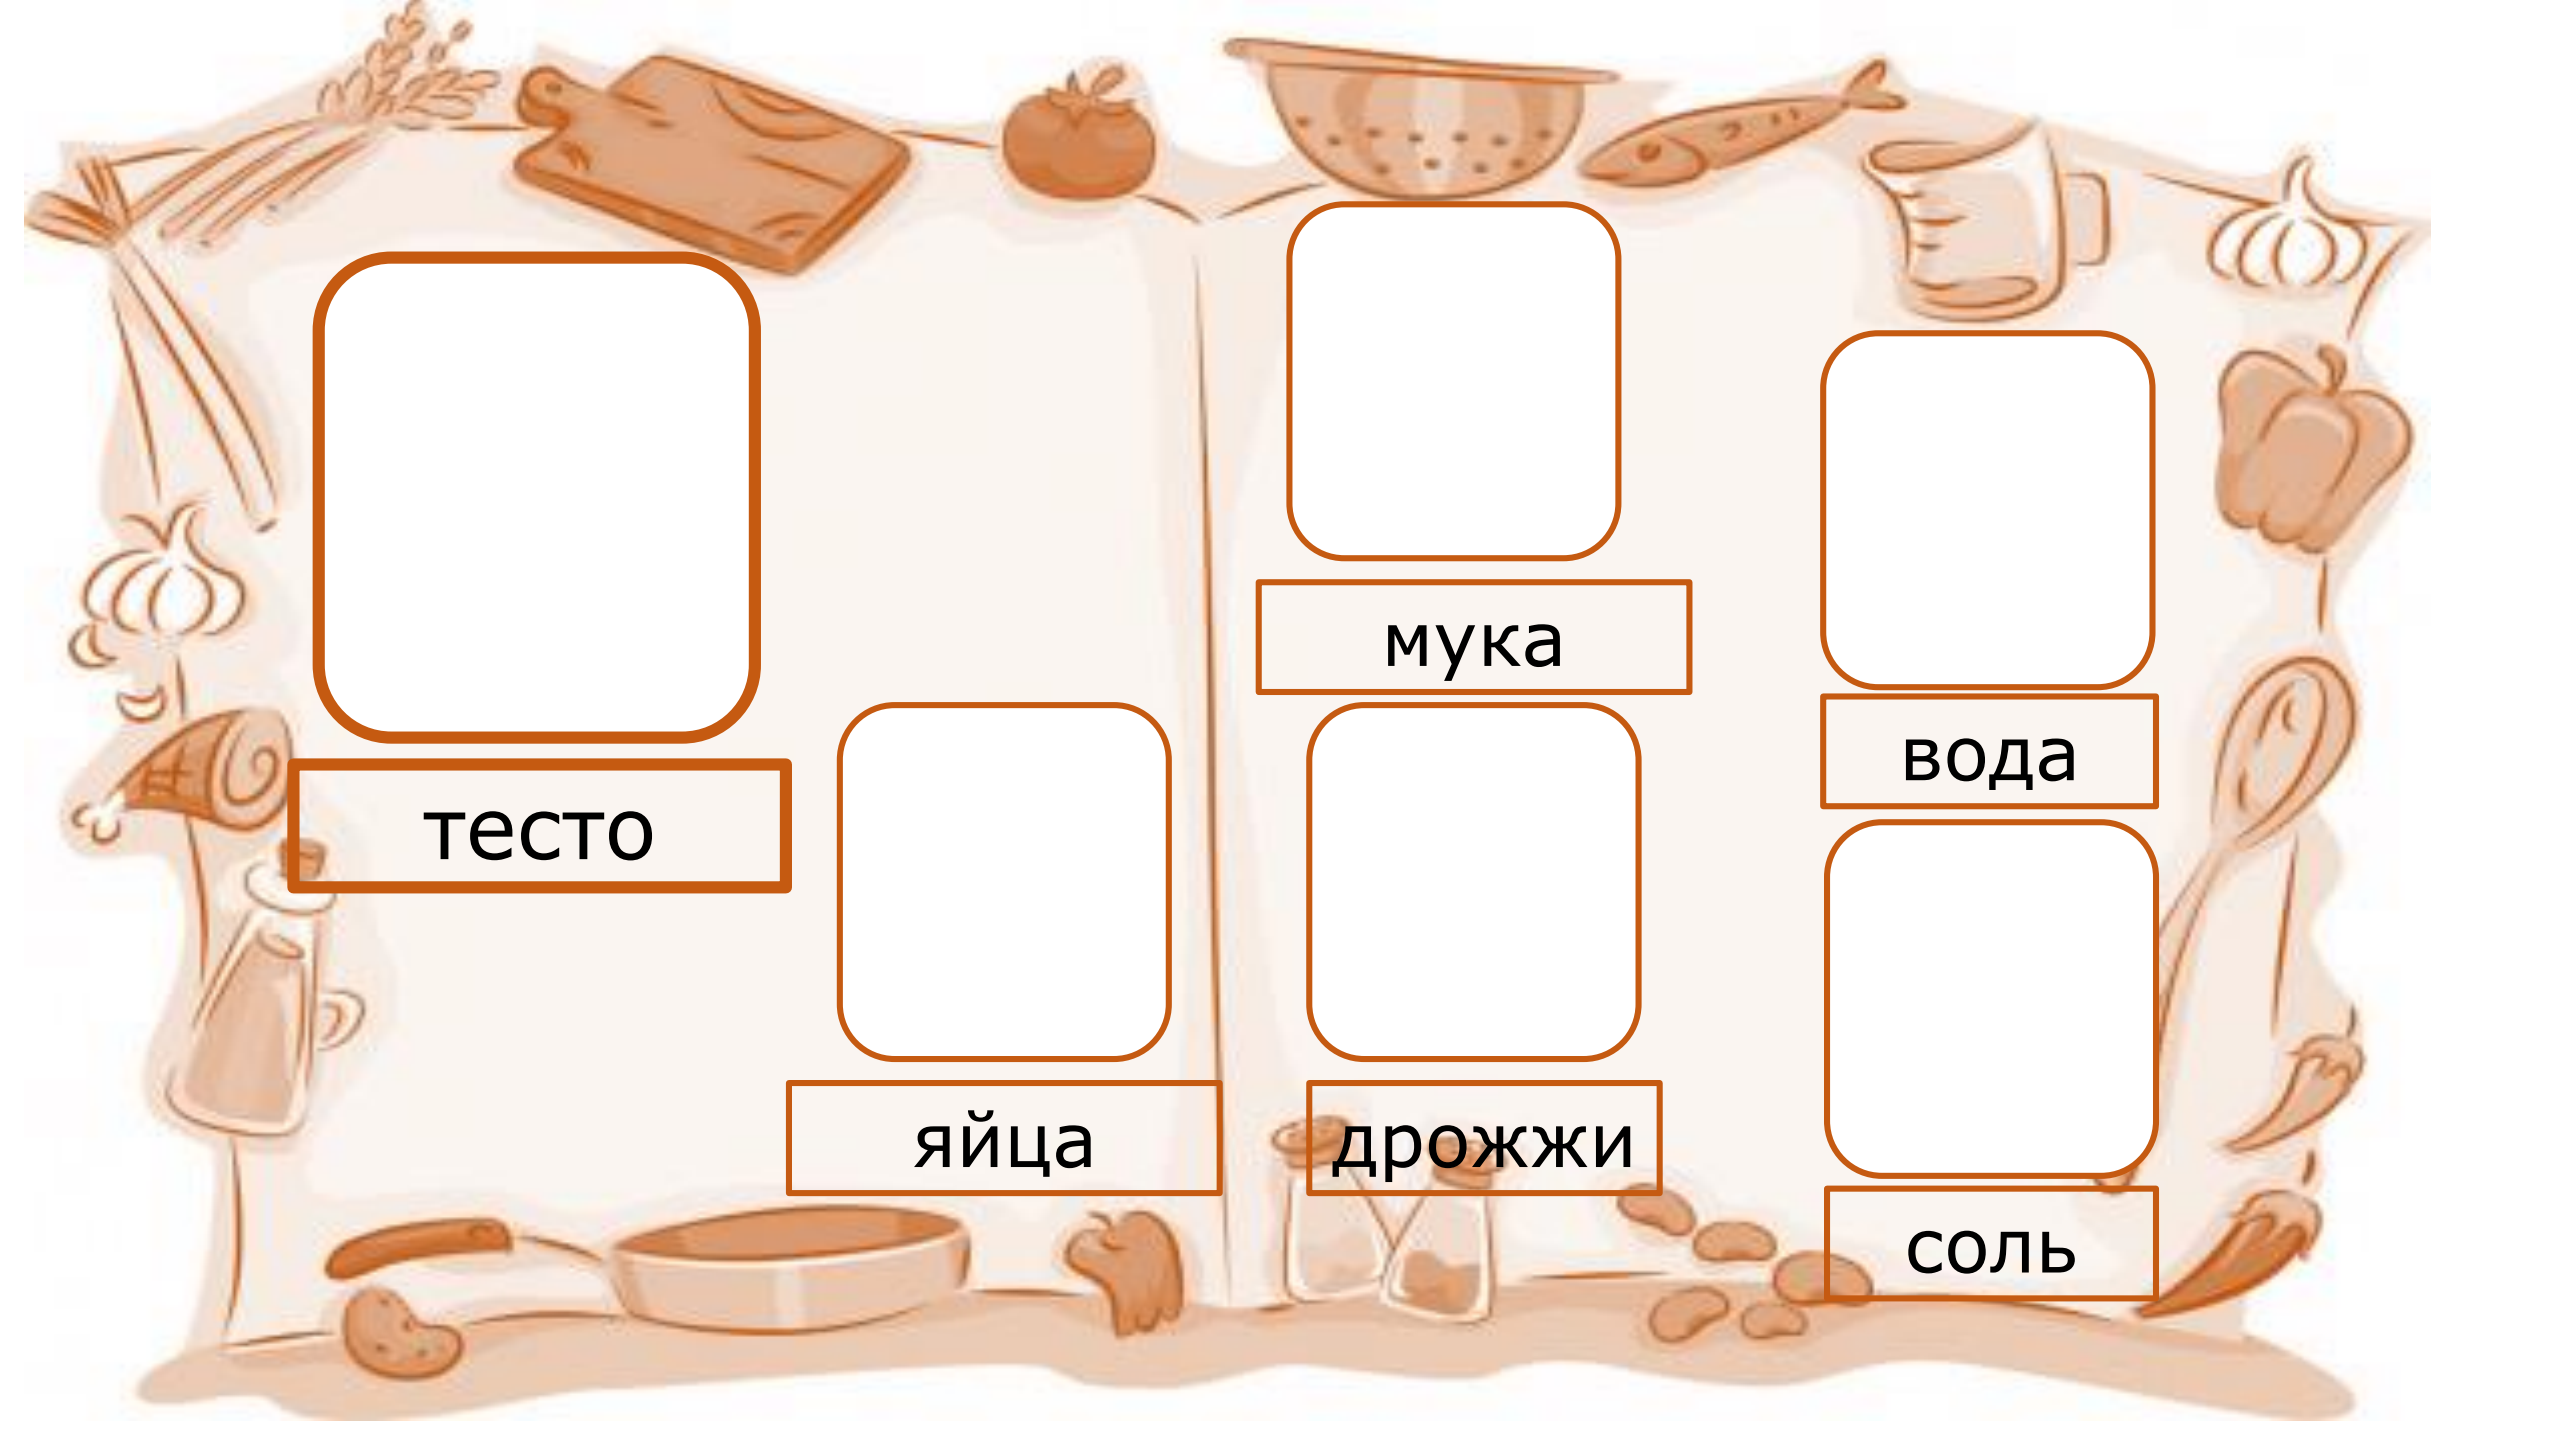 тесто
яйца
мука
дрожжи
вода
соль